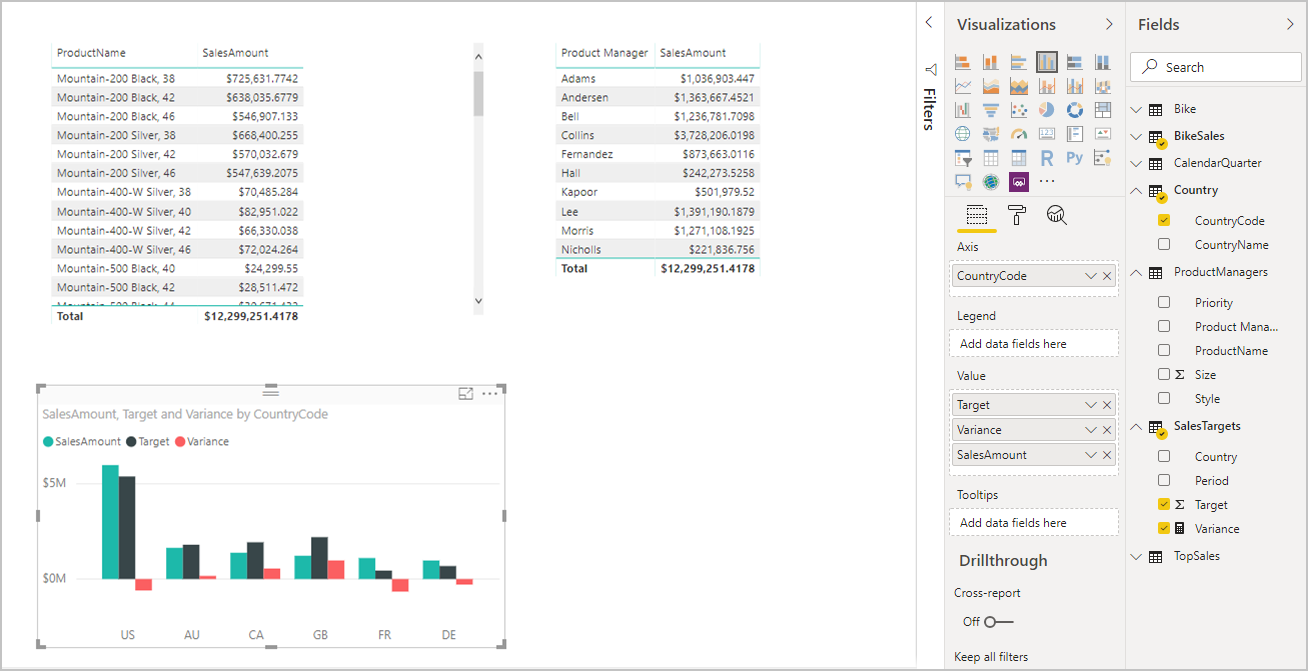 ProductName SalesAmount
Mountain-200 Black, 38 $725,631.7742
Mountain-200 Black, 42 $638,035.6779
Mountain-200 Black, 46 $546,907.133
Mountain-200 Silver, 38 $668,400.255
Mountain-200 Silver, 42 $570,032.679
Mountain-200 Silver, 46 $547,639.2075
Mountain-400-W Silver, 38 $70,485.284
Mountain-400-W Silver, 40 $82,951.022
Mountain-400-W Silver, 42 $66,330.038
Mountain-400-W Silver, 46 $72,024.264
Mountain-500 Black, 40 $24,299.55
Mountain-500 Black, 42 $28,511.472
Total $12,299,251.4178
Product Manager SalesAmount
Adams $1,036,903.447
Andersen $1,363,667.4521
Bell $1,236,781.7098
Collins $3,728,206.0198
Fernandez $873,663.0116
Hall $242,273.5258
Kapoor $501,979.52
Lee $1,391,190.1879
Morris $1,271,108.1925
Nicholls $221,836.756
Total $12,299,251.4178
SalesAmount, Target and Variance by CountryCode
SalesAmount Target Variance
$5M
$0M
US AU CA GB FR DE
Filters
Visualizations
123
R Py
Axis
CountryCode
Legend
Add data fields here
Value
Target
Variance
SalesAmount
Tooltips
Add data fields here
Drillthrough
Cross-report
Off
Keep all filters
Fields
Search
Bike
BikeSales
CalendarQuarter
Country
CountryCode
CountryName
ProductManagers
Priority
Product Mana...
ProductName
Σ Size
Style
SalesTargets
Country
Period
Σ Target
Variance
TopSales